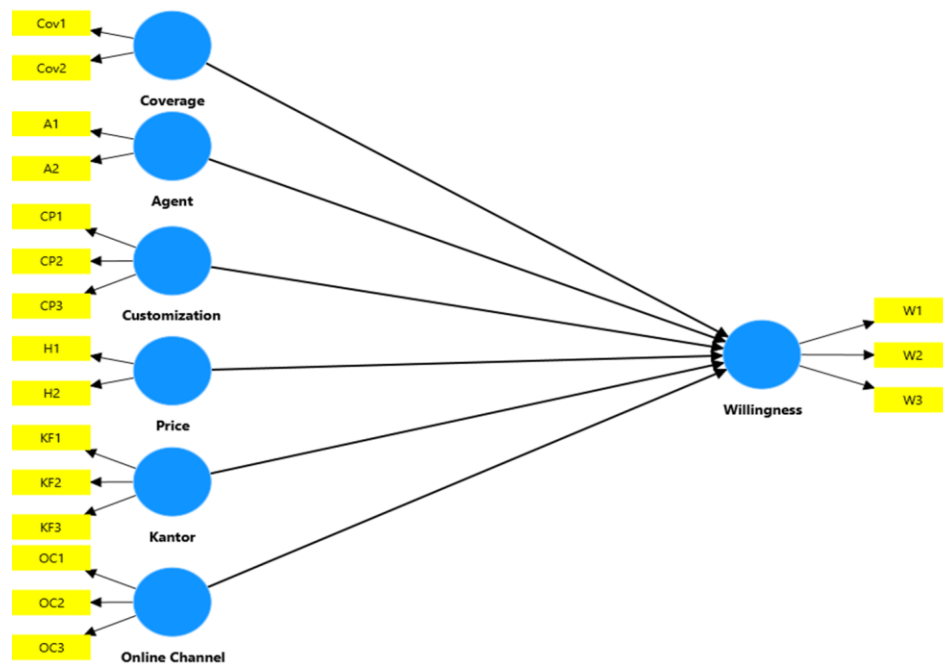 Cov1
Cov2
Coverage
A1
A2
Agent
CP1
CP2
CP3
Customization
H1
H2
Price
KF1
KF2
KF3
Kantor
OC1
OC2
OC3
Online Channel
W1
W2
W3
Willingness